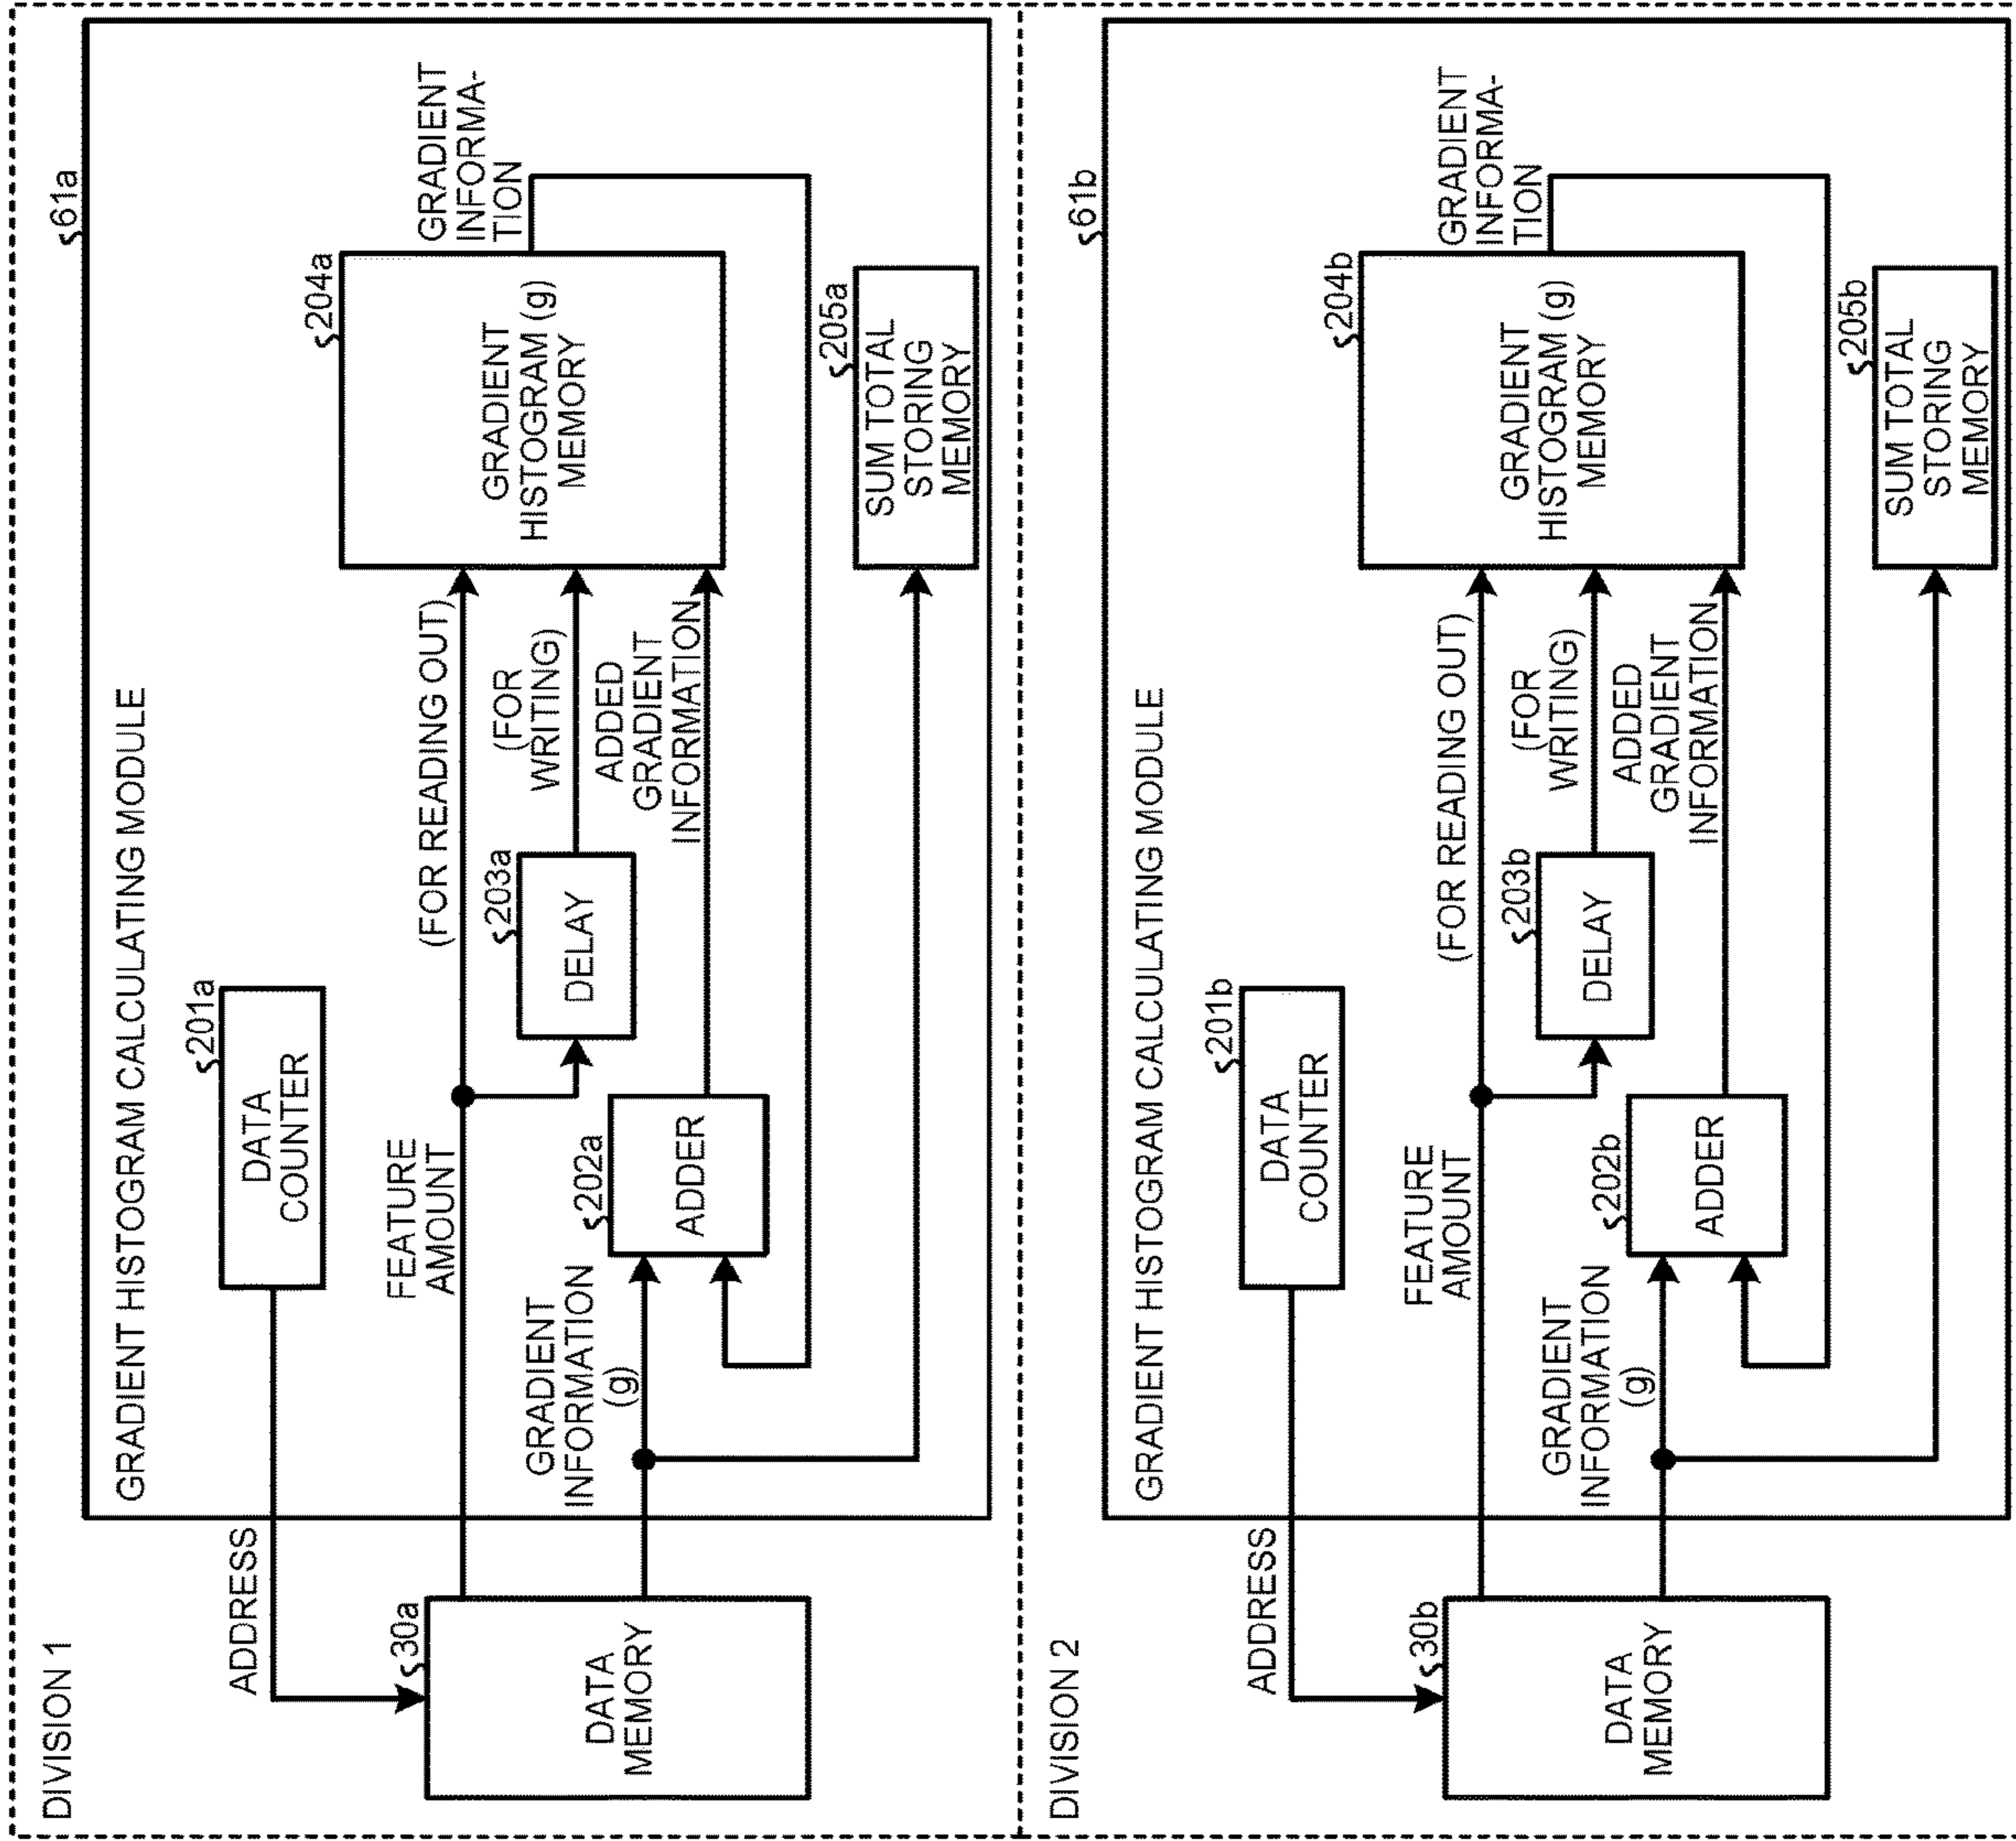 DIVISION 1
61a
GRADIENT HISTOGRAM CALCULATING MODULE
201a
DATA
COUNTER
ADDRESS
30a
DATA
MEMORY
FEATURE
AMOUNT
(FOR READING OUT)
203a
DELAY
(FOR
WRITING)
204a
GRADIENT
HISTOGRAM (g)
MEMORY
GRADIENT
INFORMA-
TION
GRADIENT
INFORMATION
(g)
202a
ADDER
ADDED
GRADIENT
INFORMATION
205a
SUM TOTAL
STORING
MEMORY
DIVISION 2
61b
GRADIENT HISTOGRAM CALCULATING MODULE
201b
DATA
COUNTER
ADDRESS
30b
DATA
MEMORY
FEATURE
AMOUNT
(FOR READING OUT)
203b
DELAY
(FOR
WRITING)
204b
GRADIENT
HISTOGRAM (g)
MEMORY
GRADIENT
INFORMA-
TION
GRADIENT
INFORMATION
(g)
202b
ADDER
ADDED
GRADIENT
INFORMATION
205b
SUM TOTAL
STORING
MEMORY